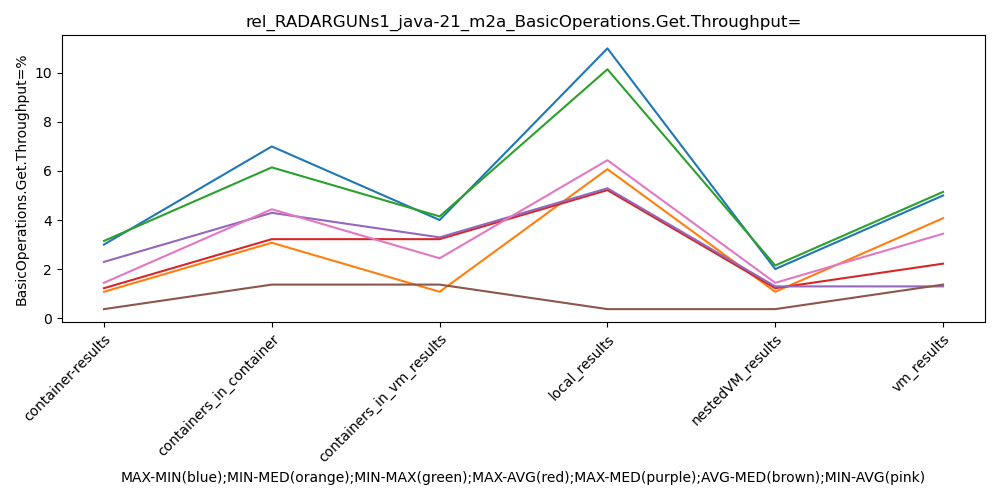 rel_RADARGUNs1_java-21_m2a_BasicOperations.Get.Throughput=
BasicOperations.Get.Throughput=%
10
8
6
4
2
0
container-results
containers_in_container
containers_in_vm_results
local_results
nestedVM_results
vm_results
MAX-MIN(blue);MIN-MED(orange);MIN-MAX(green);MAX-AVG(red);MAX-MED(purple);AVG-MED(brown);MIN-AVG(pink)